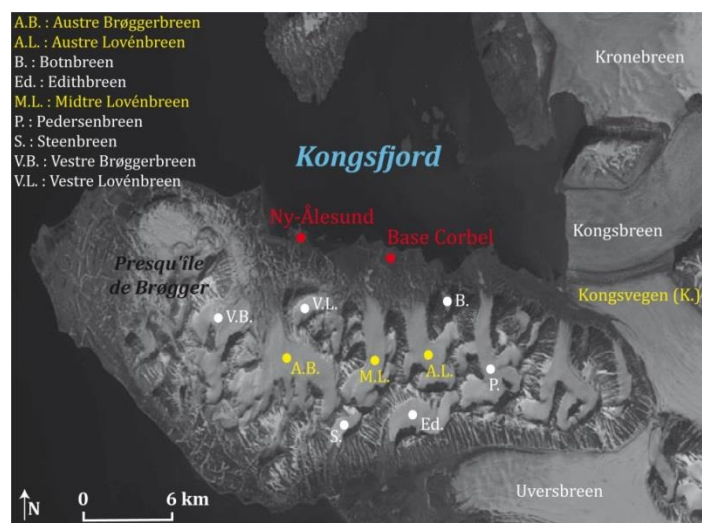 A.B. : Austre Brøggerbreen
A.L. : Austre Lovénbreen
B. : Botnbreen
Ed. : Edithbreen
M.L. : Midtre Lovénbreen
P. : Pedersenbreen
S. : Steenbreen
V.B. : Vestre Brøggerbreen
V.L. : Vestre Lovénbreen
Kronebreen
Kongsfjord
Ny-Ålesund
Base Corbel
Kongsbreen
Presqu'île
de Brøgger
Kongsvegen (K.)
V.B.
V.L.
B.
A.B.
M.L.
A.L.
P.
S.
Ed.
Uversbreen
N
0 6 km